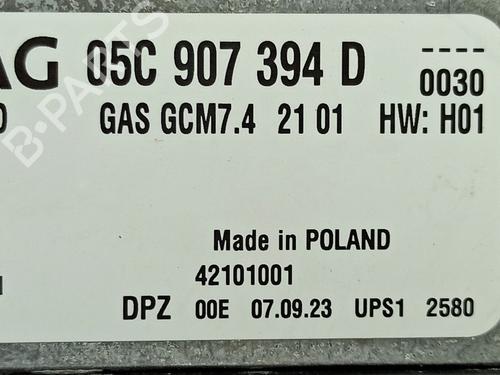 AG 05C 907 394 D ----
0030
GAS GCM7.4 21 01 HW: H01
Made in POLAND
42101001
DPZ 00E 07.09.23 UPS1 2580